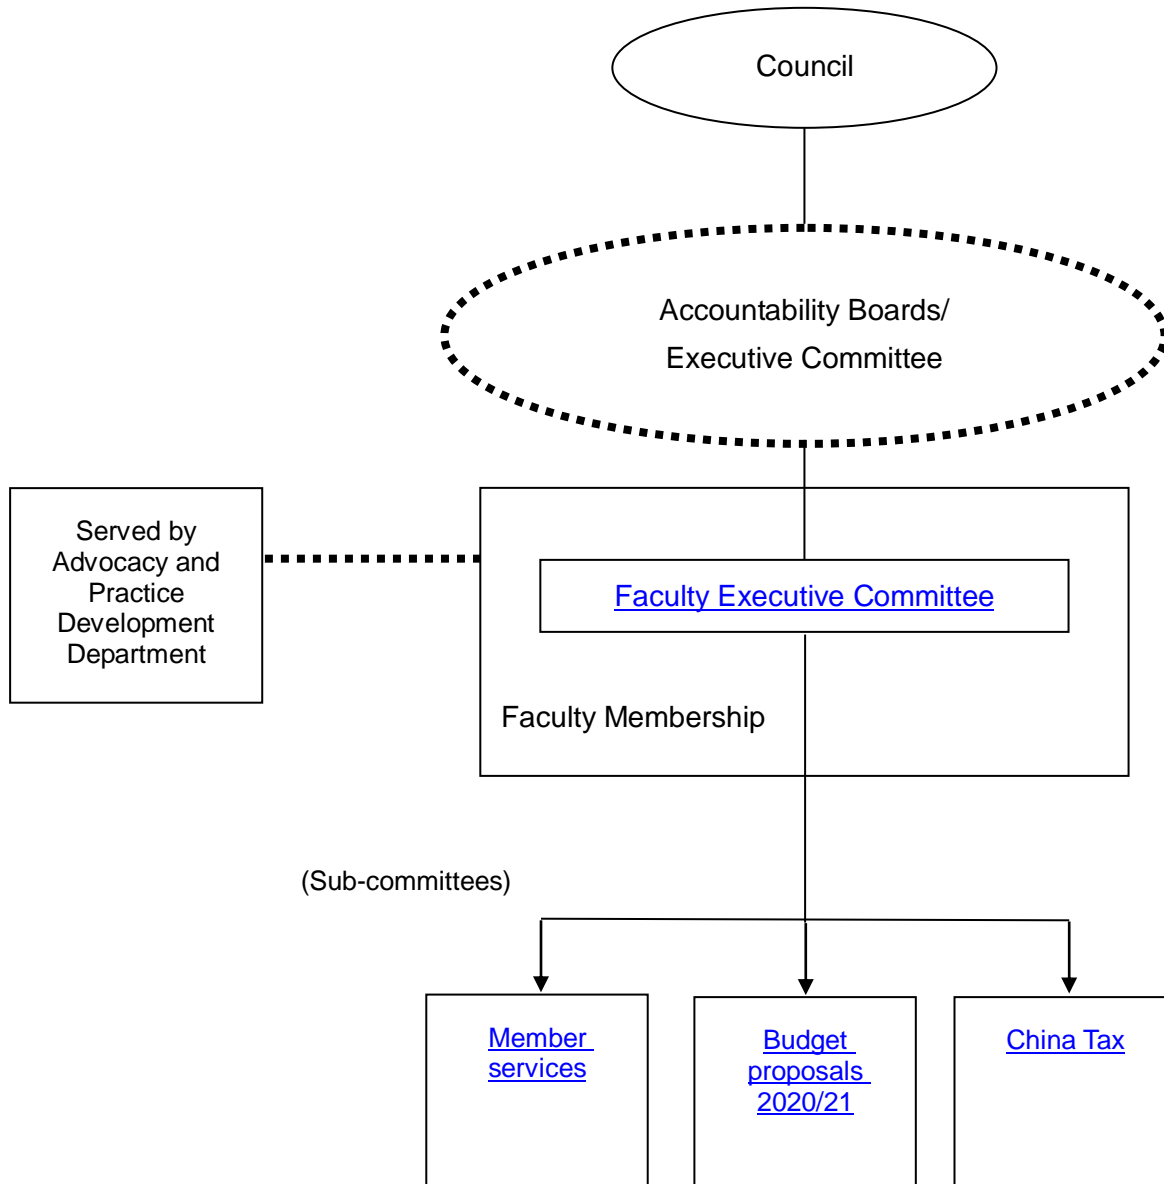 Council
Accountability Boards/
Executive Committee
Served by
Advocacy and
Practice
Development
Department
Faculty Executive Committee
Faculty Membership
(Sub-committees)
Member
services
Budget
proposals
2020/21
China Tax